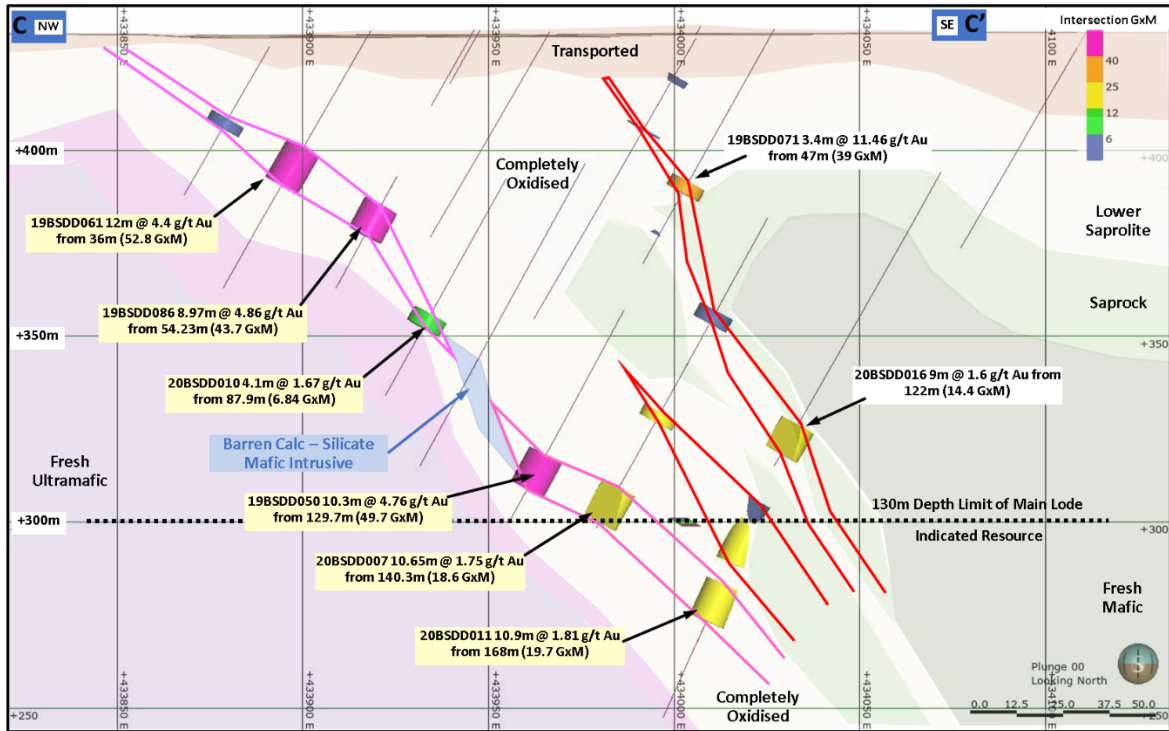 C NW
SE C'
+433850 E
+433900 E
+433950 E
+434000 E
+434050 E
4100 E
Intersection GxM
40
25
12
6
Transported
+400m
+400
Completely
Oxidised
19BSDD071 3.4m @ 11.46 g/t Au
from 47m (39 GxM)
19BSDD061 12m @ 4.4 g/t Au
from 36m (52.8 GxM)
Lower
Saprolite
19BSDD086 8.97m @ 4.86 g/t Au
from 54.23m (43.7 GxM)
Saprock
+350m
+350
20BSDD010 4.1m @ 1.67 g/t Au
from 87.9m (6.84 GxM)
20BSDD016 9m @ 1.6 g/t Au from
122m (14.4 GxM)
Barren Calc – Silicate
Mafic Intrusive
Fresh
Ultramafic
19BSDD050 10.3m @ 4.76 g/t Au
from 129.7m (49.7 GxM)
130m Depth Limit of Main Lode
+300m
+300
Indicated Resource
20BSDD007 10.65m @ 1.75 g/t Au
from 140.3m (18.6 GxM)
Fresh
Mafic
20BSDD011 10.9m @ 1.81 g/t Au
from 168m (19.7 GxM)
Plunge 00
Looking North
S
Completely
Oxidised
0.0 12.5 25.0 37.5 50.0
+250
+250
+433850 E
+433900 E
+433950 E
+434000 E
+434050 E
+434100 E